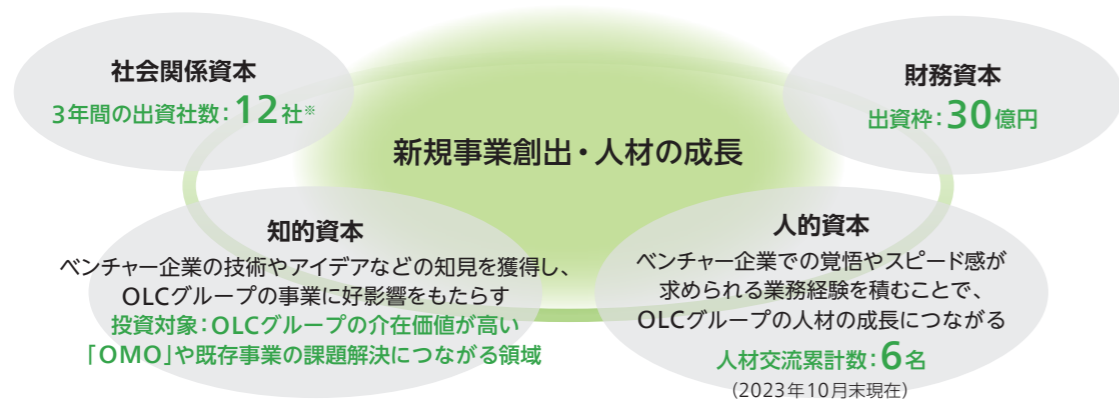 社会関係資本
3年間の出資社数：12社※
財務資本
出資枠：30億円
新規事業創出・人材の成長
知的資本
ベンチャー企業の技術やアイデアなどの知見を獲得し、
OLCグループの事業に好影響をもたらす
投資対象：OLCグループの介在価値が高い
「OMO」や既存事業の課題解決につながる領域
人的資本
ベンチャー企業での覚悟やスピード感が
求められる業務経験を積むことで、
OLCグループの人材の成長につながる
人材交流累計数：6名
（2023年10月末現在）